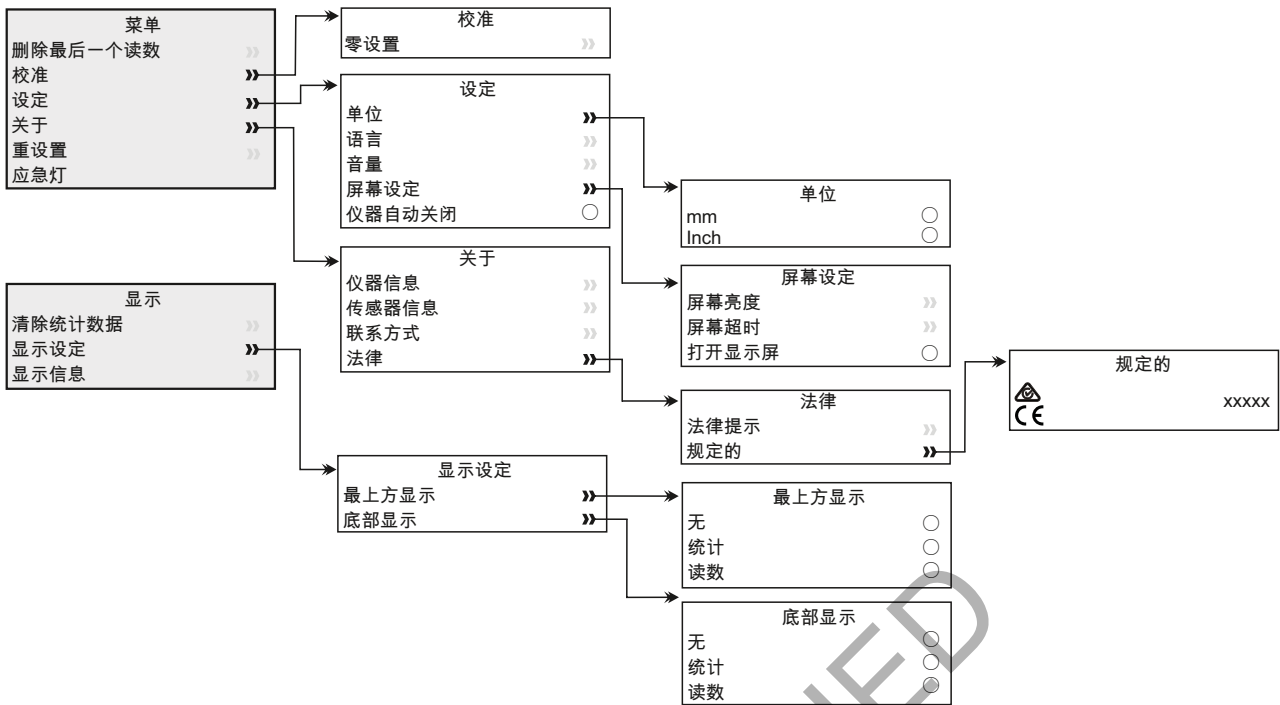 菜单
删除最后一个读数
校准
设定
关于
重设置
应急灯
校准
零设置
设定
单位
语言
音量
屏幕设定
仪器自动关闭
单位
mm
Inch
关于
仪器信息
传感器信息
联系方式
法律
屏幕设定
屏幕亮度
屏幕超时
打开显示屏
显示
清除统计数据
显示设定
显示信息
法律
法律提示
规定的
规定的
CE
xxxxx
显示设定
最上方显示
底部显示
最上方显示
无
统计
读数
底部显示
无
统计
读数